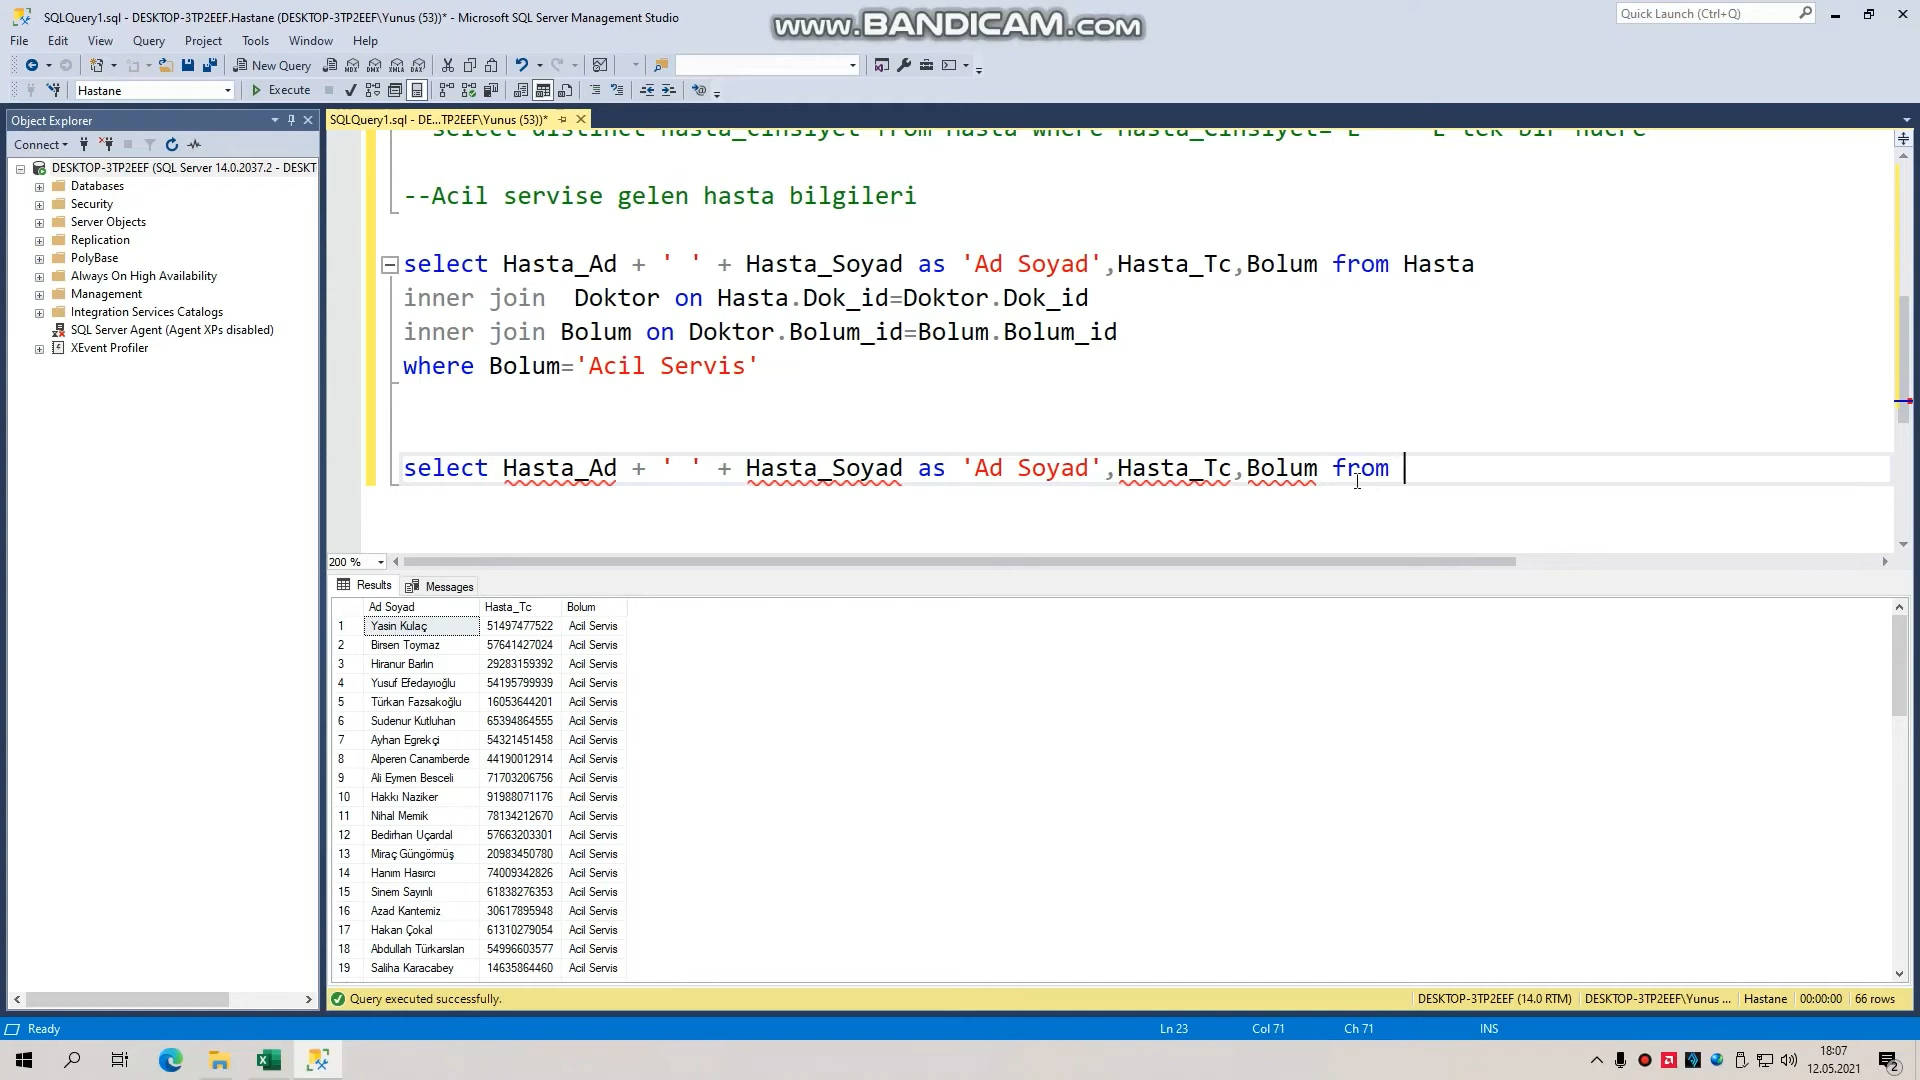 SQLQuery1.sql - DESKTOP-3TP2EEF.Hastane (DESKTOP-3TP2EEF\Yunus (53))* - Microsoft SQL Server Management Studio
www.BANDICAM.com
Quick Launch (Ctrl+Q)
File Edit View Query Project Tools Window Help
New Query
Hastane
Execute
Object Explorer
SQLQuery1.sql - DE...TP2EEF\Yunus (53))*
Connect
DESKTOP-3TP2EEF (SQL Server 14.0.2037.2 - DESKT
Databases
Security
Server Objects
Replication
PolyBase
Always On High Availability
Management
Integration Services Catalogs
SQL Server Agent (Agent XPs disabled)
XEvent Profiler
select distinct Hasta_Cinsiyet from Hasta where Hasta_Cinsiyet=
--Acil servise gelen hasta bilgileri
select Hasta_Ad + ' ' + Hasta_Soyad as 'Ad Soyad',Hasta_Tc,Bolum from Hasta
inner join  Doktor on Hasta.Dok_id=Doktor.Dok_id
inner join Bolum on Doktor.Bolum_id=Bolum.Bolum_id
where Bolum='Acil Servis'
select Hasta_Ad + ' ' + Hasta_Soyad as 'Ad Soyad',Hasta_Tc,Bolum from
200 %
Results Messages
Ad Soyad Hasta_Tc Bolum
1 Yasin Kulaç 51497477522 Acil Servis
2 Birsen Toymaz 57641427024 Acil Servis
3 Hiranur Barlın 29283159392 Acil Servis
4 Yusuf Efedayıoğlu 54195799939 Acil Servis
5 Türkan Fazsakoğlu 16053644201 Acil Servis
6 Sudenur Kutluhan 65394864555 Acil Servis
7 Ayhan Egrekçi 54321451458 Acil Servis
8 Alperen Canamberde 44190012914 Acil Servis
9 Ali Eymen Besceli 71703206756 Acil Servis
10 Hakkı Naziker 91988071176 Acil Servis
11 Nihal Memik 78134212670 Acil Servis
12 Bedirhan Uçardal 57663203301 Acil Servis
13 Miraç Güngörmüş 20983450780 Acil Servis
14 Hanım Hasırcı 74009342826 Acil Servis
15 Sinem Sayınlı 61838276353 Acil Servis
16 Azad Kantemiz 30617895948 Acil Servis
17 Hakan Çokal 61310279054 Acil Servis
18 Abdullah Türkarslan 54996603577 Acil Servis
19 Saliha Karacabey 14635864460 Acil Servis
Query executed successfully.
DESKTOP-3TP2EEF (14.0 RTM) DESKTOP-3TP2EEF\Yunus ... Hastane 00:00:00 66 rows
Ready Ln 23 Col 71 Ch 71 INS
18:07
12.05.2021
2